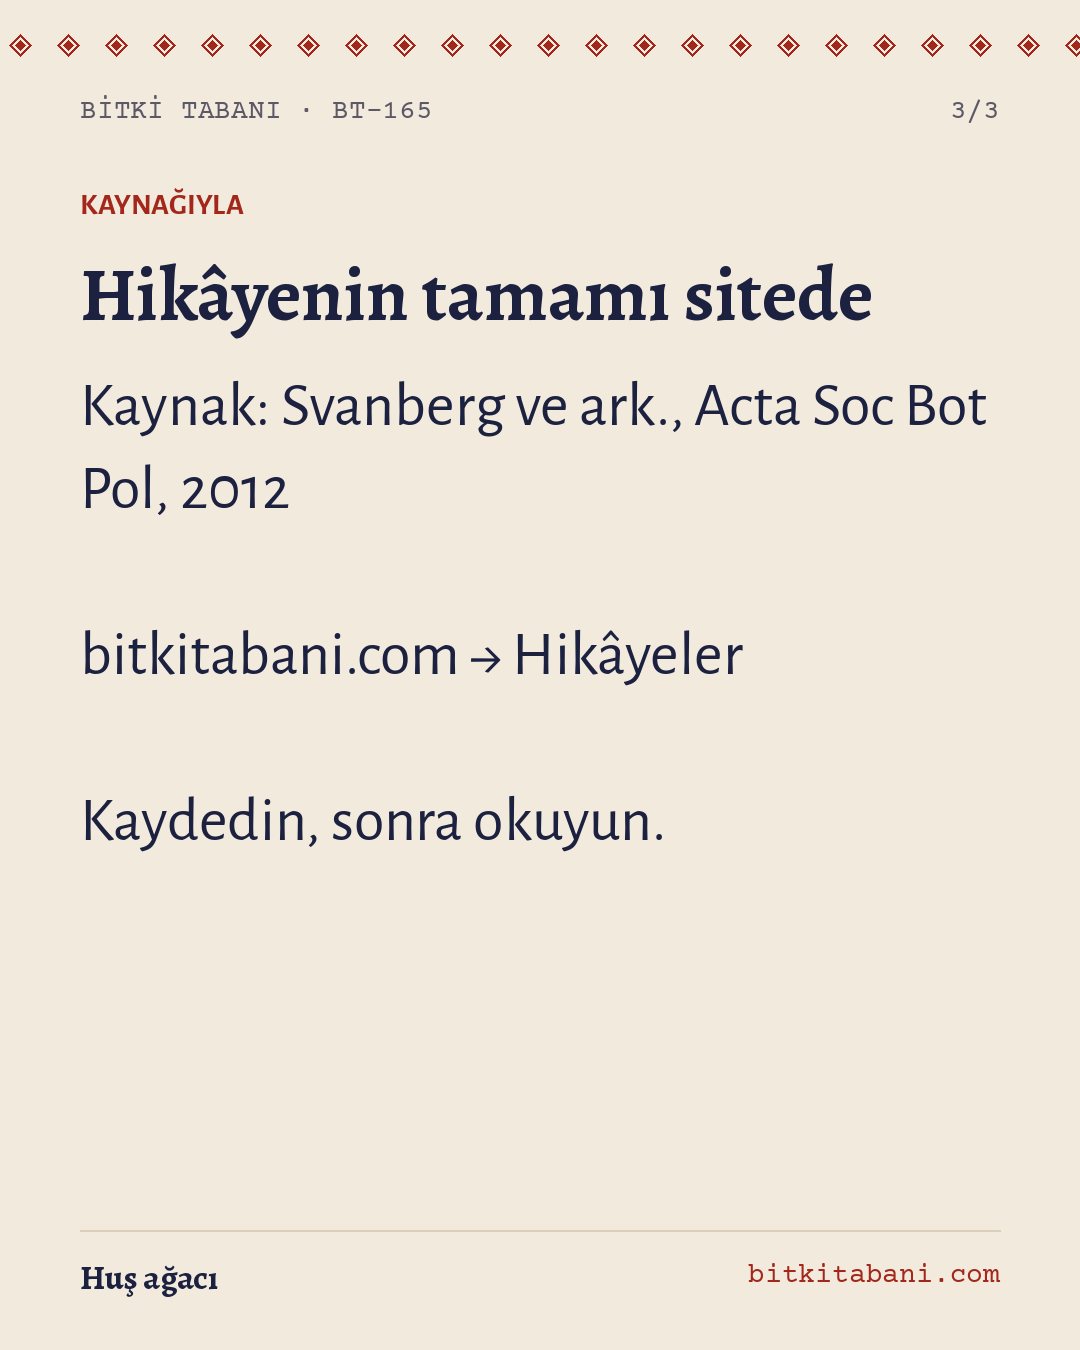 BİTKİ TABANI · BT-165
3/3
KAYNAĞIYLA
Hikâyenin tamamı sitede
Kaynak: Svanberg ve ark., Acta Soc Bot
Pol, 2012
bitkitabani.com → Hikâyeler
Kaydedin, sonra okuyun.
Huş ağacı
bitkitabani.com